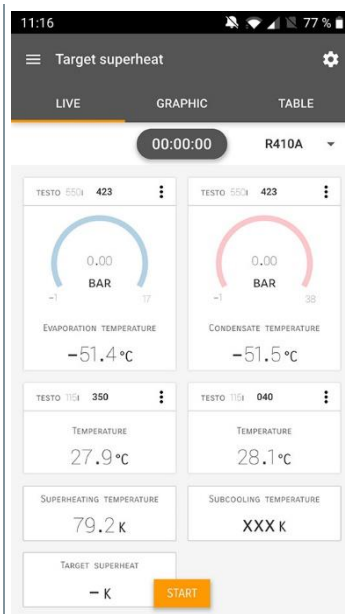 11:16 77 %
Target superheat
LIVE GRAPHIC TABLE
00:00:00 R410A
TESTO 550i 423 TESTO 550i 423
0.00 0.00
BAR BAR
-1 17 -1 38
EVAPORATION TEMPERATURE CONDENSATE TEMPERATURE
-51.4 °C -51.5 °C
TESTO 115i 350 TESTO 115i 040
TEMPERATURE TEMPERATURE
27.9 °C 28.1 °C
SUPERHEATING TEMPERATURE SUBCOOLING TEMPERATURE
79.2 K XXX K
TARGET SUPERHEAT
– K START